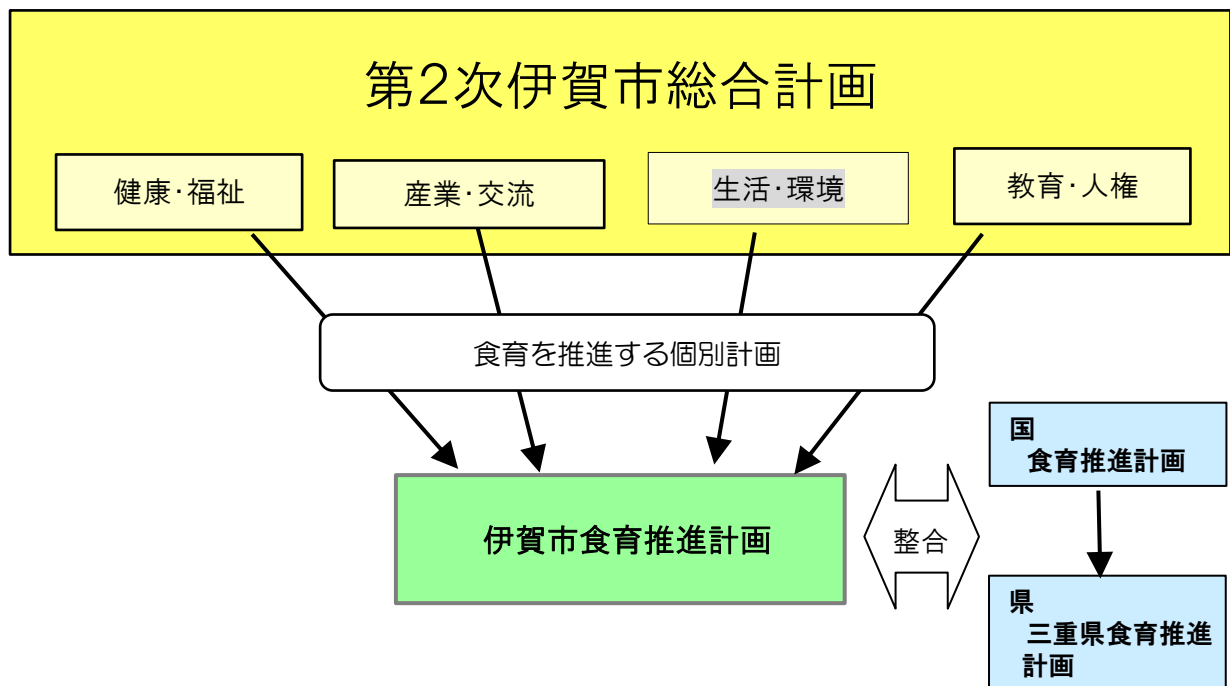 第2次伊賀市総合計画
健康･福祉
産業･交流
生活･環境
教育･人権
食育を推進する個別計画
伊賀市食育推進計画
整合
国
食育推進計画
県
三重県食育推進
計画